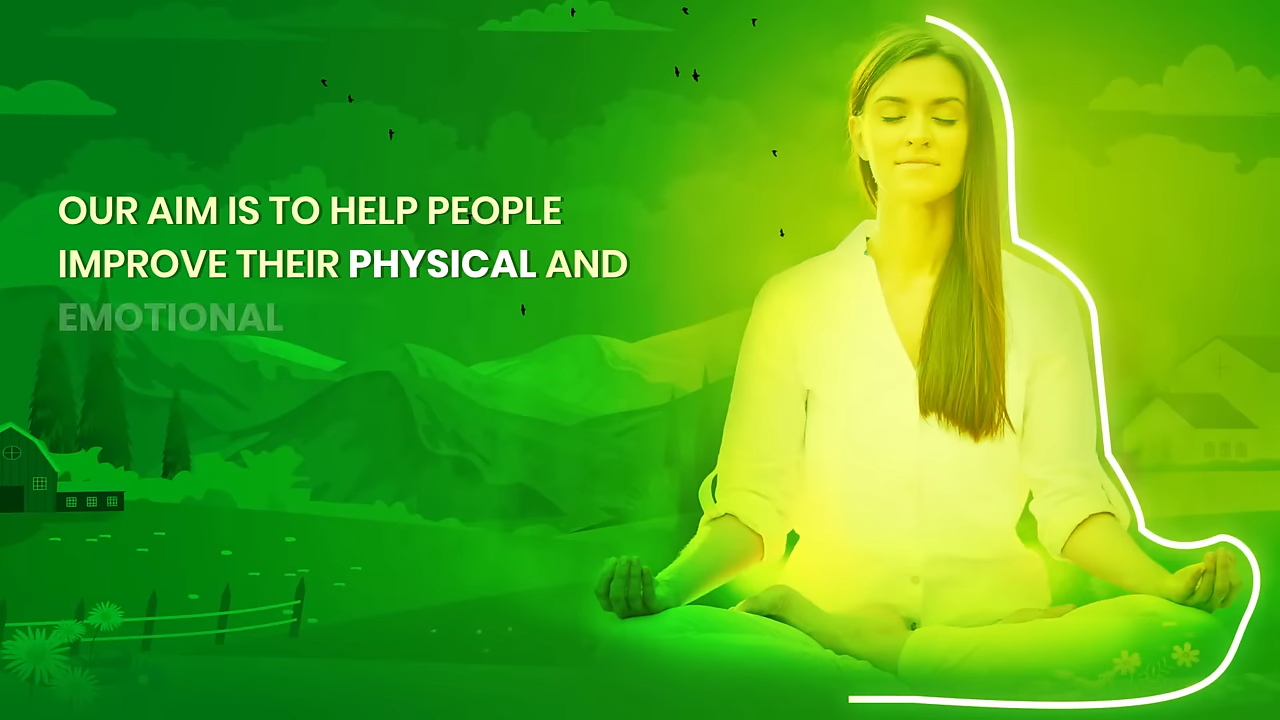 OUR AIM IS TO HELP PEOPLE
IMPROVE THEIR PHYSICAL AND
EMOTIONAL